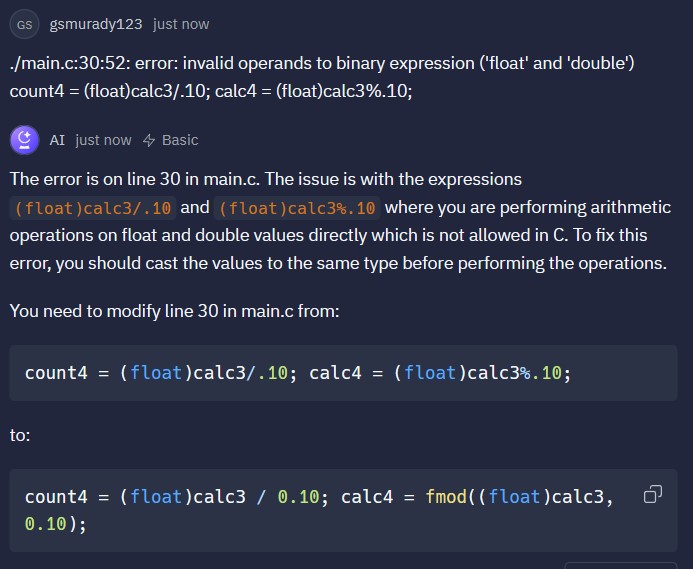 GS gsmurady123 just now
./main.c:30:52: error: invalid operands to binary expression ('float' and 'double')
count4 = (float)calc3/.10; calc4 = (float)calc3%.10;
AI just now Basic
The error is on line 30 in main.c. The issue is with the expressions
(float)calc3/.10 and (float)calc3%.10 where you are performing arithmetic
operations on float and double values directly which is not allowed in C. To fix this
error, you should cast the values to the same type before performing the operations.
You need to modify line 30 in main.c from:
count4 = (float)calc3/.10; calc4 = (float)calc3%.10;
to:
count4 = (float)calc3 / 0.10; calc4 = fmod((float)calc3,
0.10);